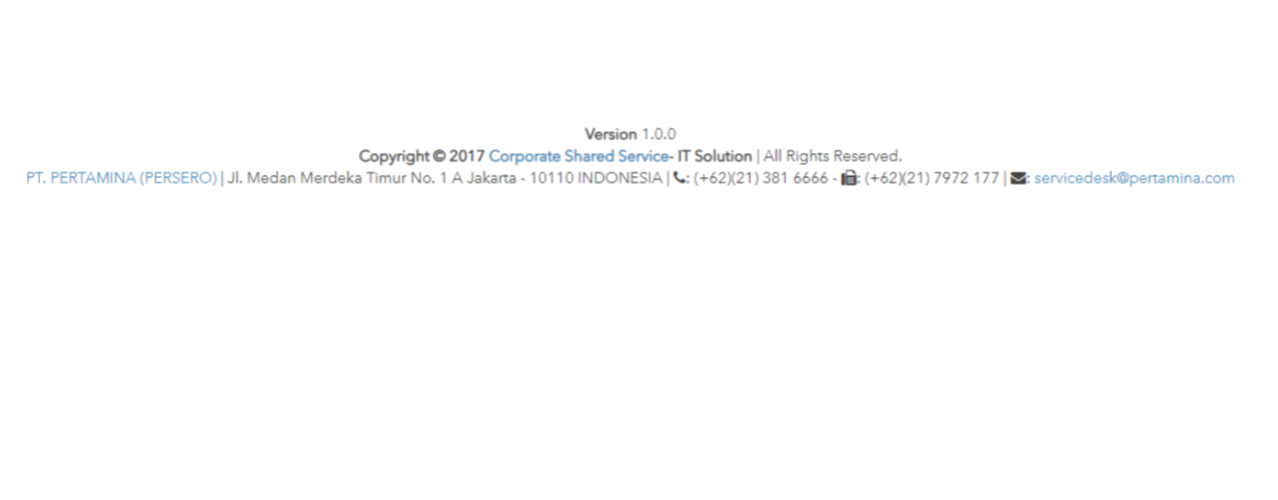 Version 1.0.0
Copyright © 2017 Corporate Shared Service- IT Solution | All Rights Reserved.
PT. PERTAMINA (PERSERO) | Jl. Medan Merdeka Timur No. 1 A Jakarta - 10110 INDONESIA | : (+62)(21) 381 6666 - : (+62)(21) 7972 177 | : servicedesk@pertamina.com